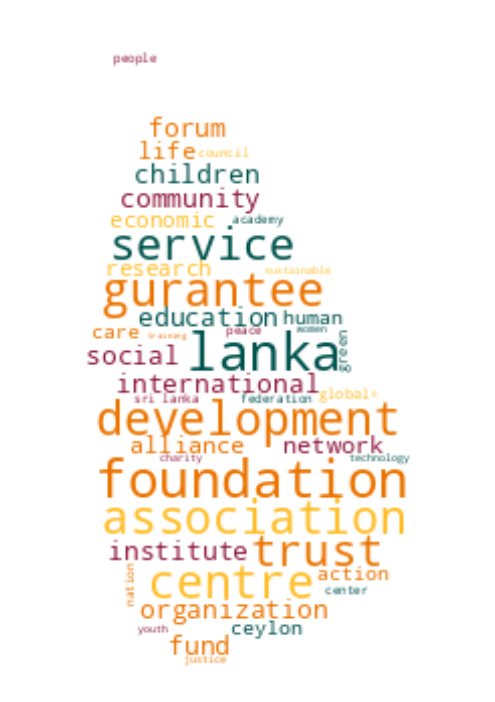 people
forum
life council
children
community
economic academy
service
research sustainable
gurantee
education human
care training peace women
social lanka green
international
sri lanka federation global
development
alliance network
charity technology
foundation
association
institute trust
nation centre action
center
organization
youth ceylon
fund
justice